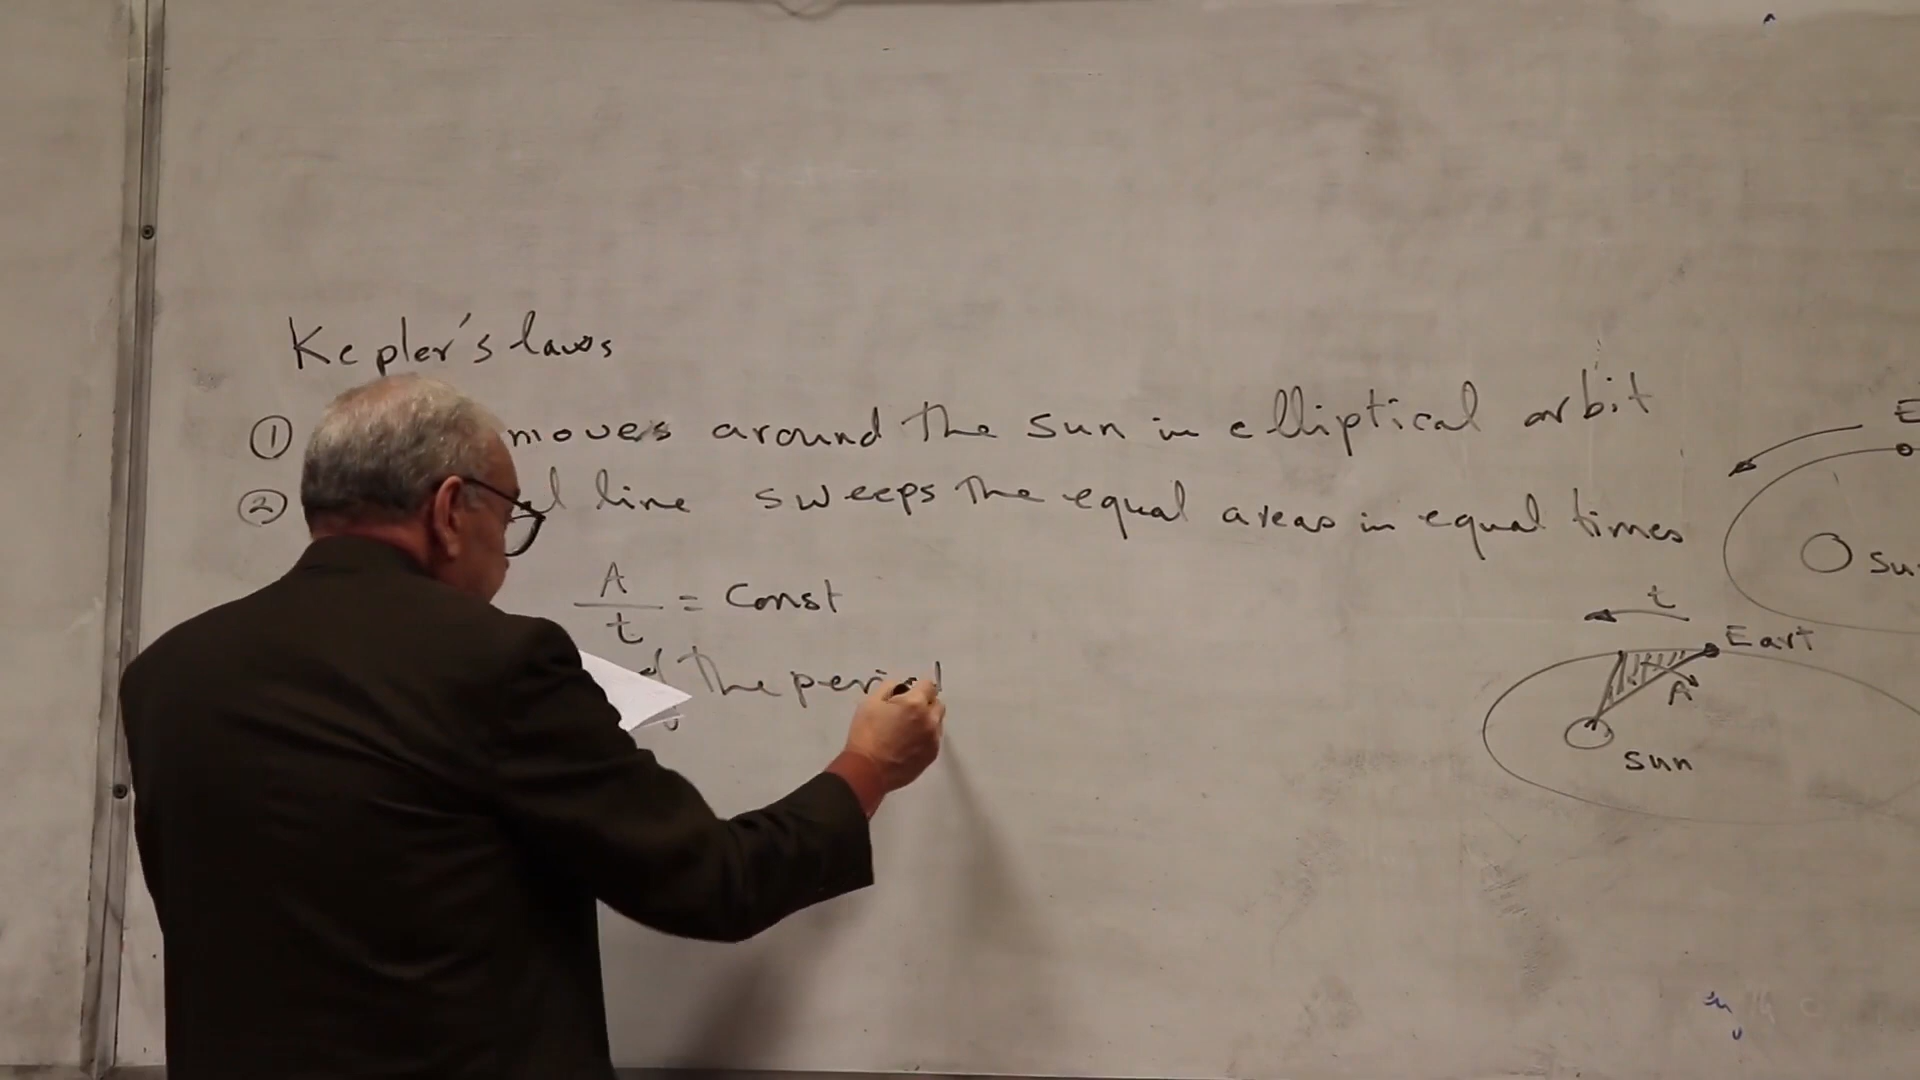 Kepler's laws
① moves around the sun in elliptical orbit
② line sweeps the equal areas in equal times
A
t
= Const
the period
t
Eart
A
sun